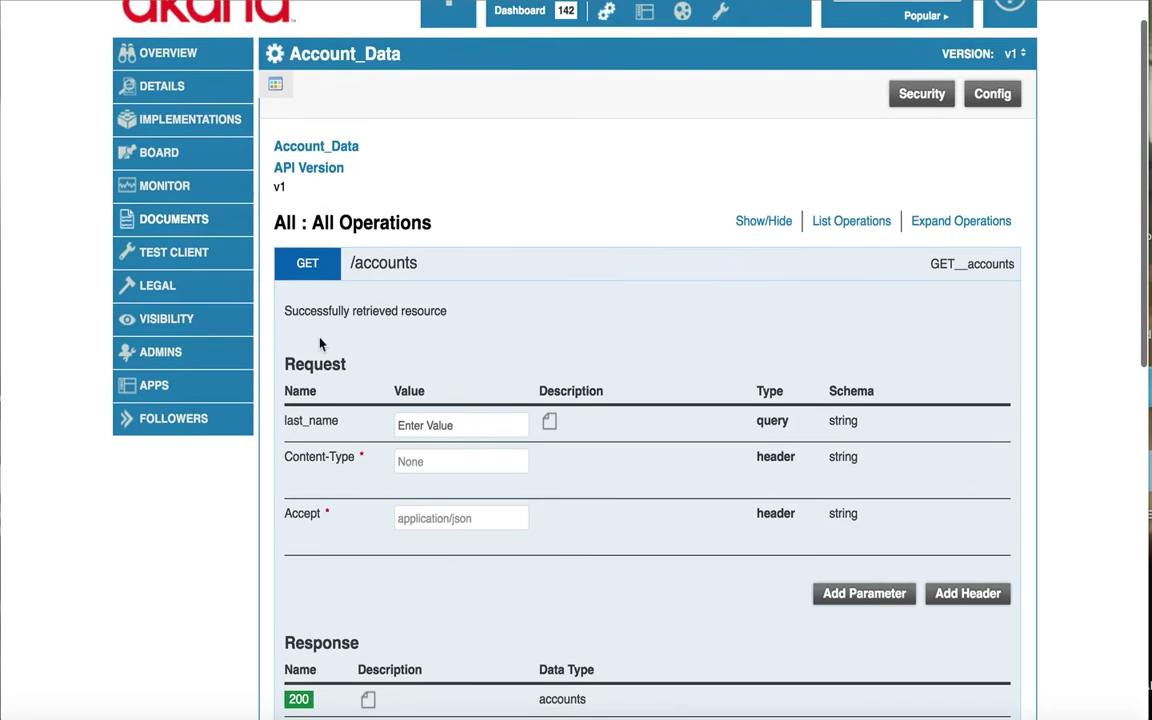 akana
Dashboard 142
Popular ▸
OVERVIEW
DETAILS
IMPLEMENTATIONS
BOARD
MONITOR
DOCUMENTS
TEST CLIENT
LEGAL
VISIBILITY
ADMINS
APPS
FOLLOWERS
Account_Data
VERSION: v1
Security Config
Account_Data
API Version
v1
All : All Operations
Show/Hide List Operations Expand Operations
GET /accounts GET__accounts
Successfully retrieved resource
Request
Name Value Description Type Schema
last_name Enter Value query string
Content-Type * None header string
Accept * application/json header string
Add Parameter Add Header
Response
Name Description Data Type
200 accounts